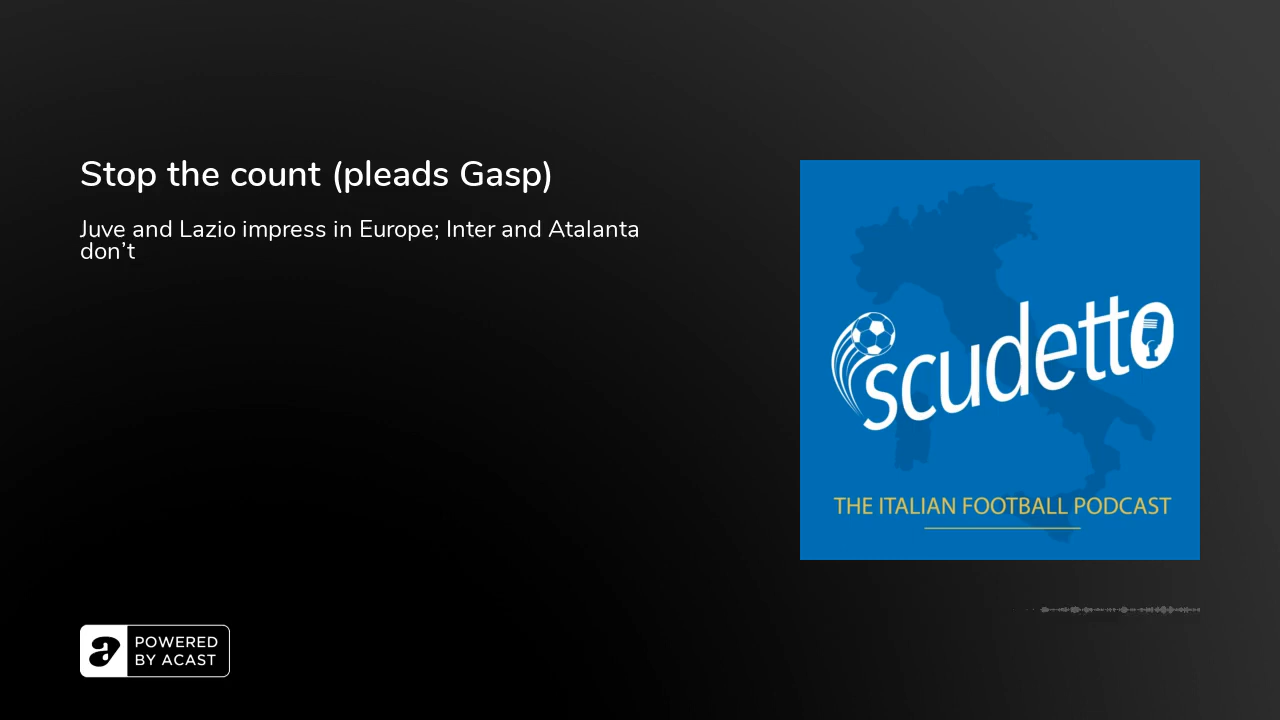 Stop the count (pleads Gasp)
Juve and Lazio impress in Europe; Inter and Atalanta
don’t
scudetto
THE ITALIAN FOOTBALL PODCAST
a POWERED
BY ACAST